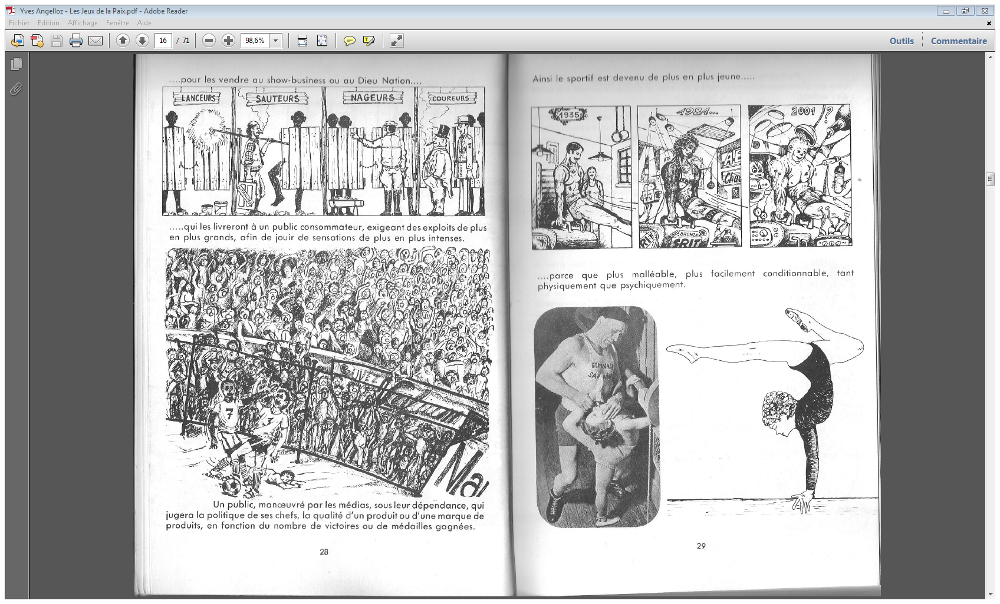 Yves Angelloz - Les Jeux de la Paix.pdf - Adobe Reader
Fichier Edition Affichage Fenêtre Aide
16 / 71 98,6% Outils Commentaire
....pour les vendre au show-business ou au Dieu Nation....
LANCEURS SAUTEURS NAGEURS COUREURS
.....qui les livreront à un public consommateur, exigeant des exploits de plus
en plus grands, afin de jouir de sensations de plus en plus intenses.
7
Un public, manœuvré par les médias, sous leur dépendance, qui
jugera la politique de ses chefs, la qualité d'un produit ou d'une marque de
produits, en fonction du nombre de victoires ou de médailles gagnées.
28
Ainsi le sportif est devenu de plus en plus jeune.....
1935 1984... 2001 ?
TV
BRONZE
....parce que plus malléable, plus facilement conditionnable, tant
physiquement que psychiquement.
29